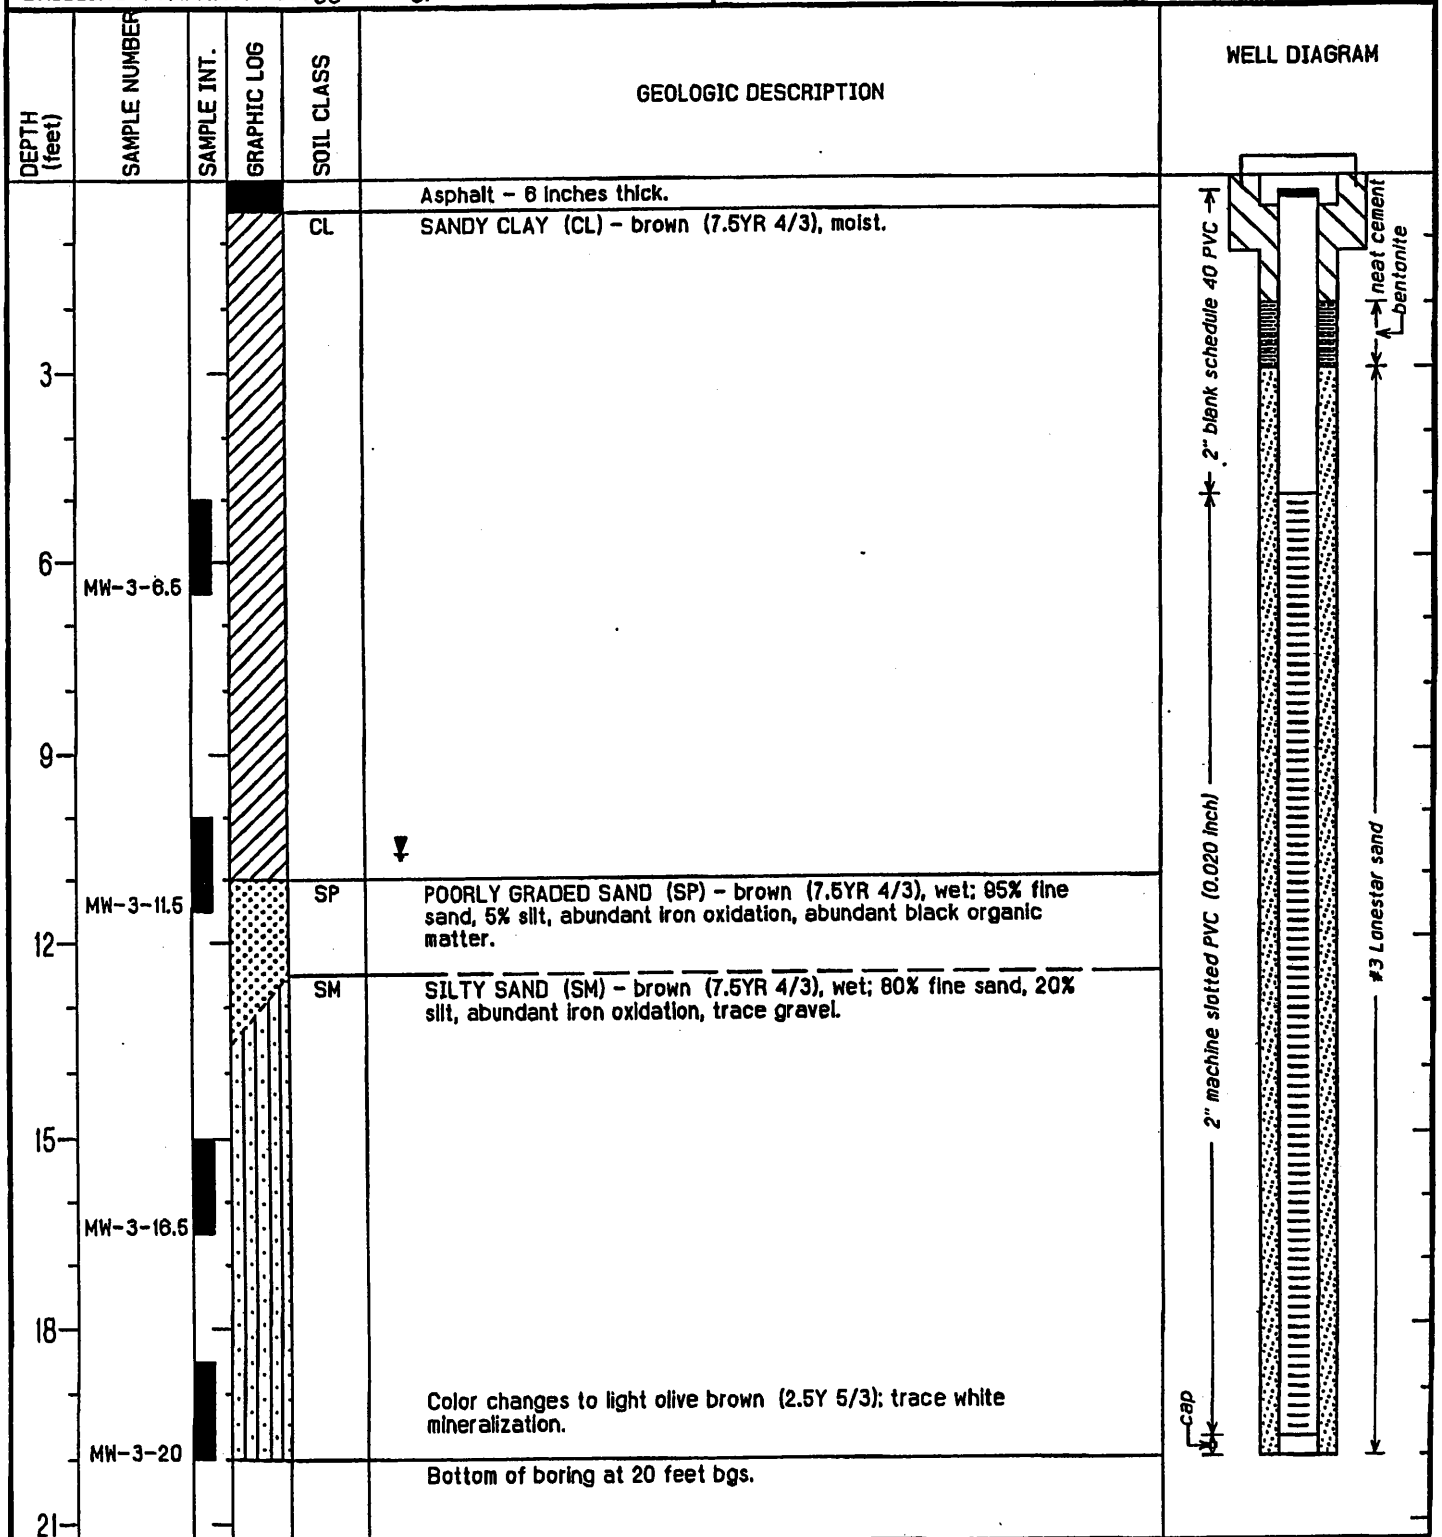 DEPTH
(feet)
SAMPLE NUMBER
SAMPLE INT.
GRAPHIC LOG
SOIL CLASS
GEOLOGIC DESCRIPTION
WELL DIAGRAM
Asphalt - 6 inches thick.
CL
SANDY CLAY (CL) - brown (7.5YR 4/3), moist.
3
6
MW-3-6.5
9
SP
POORLY GRADED SAND (SP) - brown (7.5YR 4/3), wet; 95% fine
sand, 5% silt, abundant iron oxidation, abundant black organic
matter.
MW-3-11.5
12
SM
SILTY SAND (SM) - brown (7.5YR 4/3), wet; 80% fine sand, 20%
silt, abundant iron oxidation, trace gravel.
15
MW-3-16.5
18
Color changes to light olive brown (2.5Y 5/3); trace white
mineralization.
MW-3-20
Bottom of boring at 20 feet bgs.
21
2" blank schedule 40 PVC
2" machine slotted PVC (0.020 inch)
cap
neat cement
bentonite
#3 Lonestar sand